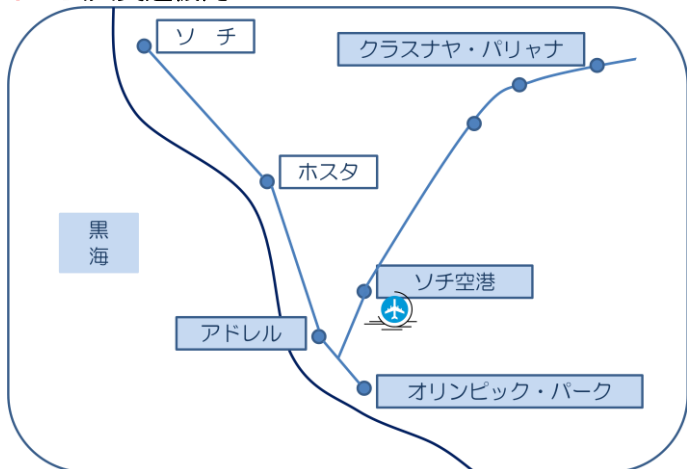 ソ チ
クラスナヤ・パリャナ
ホスタ
黒
海
ソチ空港
アドレル
オリンピック・パーク